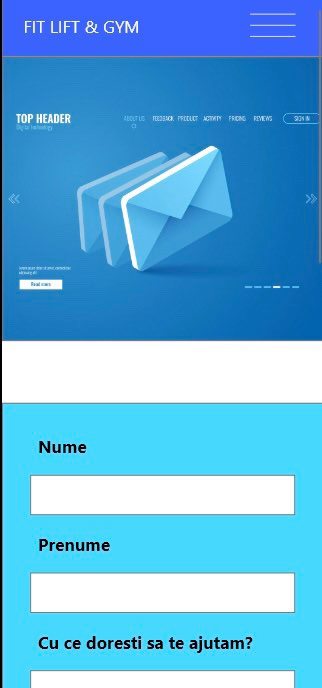 FIT LIFT & GYM
TOP HEADER
Digital Technology
ABOUT US FEEDBACK PRODUCT ACTIVITY PRICING REVIEWS SIGN IN
Read more
Nume
Prenume
Cu ce doresti sa te ajutam?